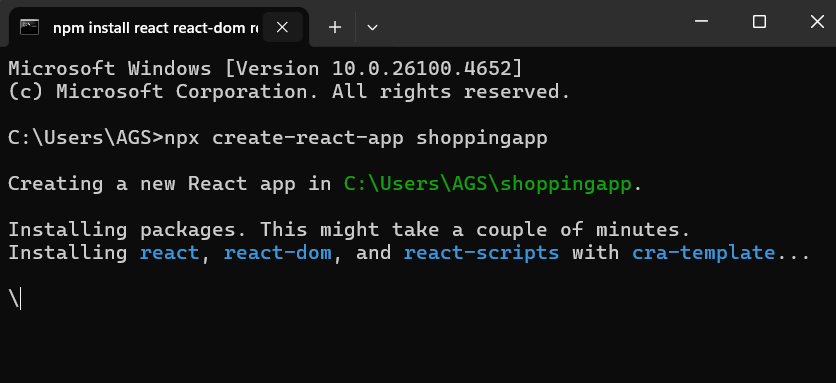 npm install react react-dom re
Microsoft Windows [Version 10.0.26100.4652]
(c) Microsoft Corporation. All rights reserved.
C:\Users\AGS>npx create-react-app shoppingapp
Creating a new React app in C:\Users\AGS\shoppingapp.
Installing packages. This might take a couple of minutes.
Installing react, react-dom, and react-scripts with cra-template...
\